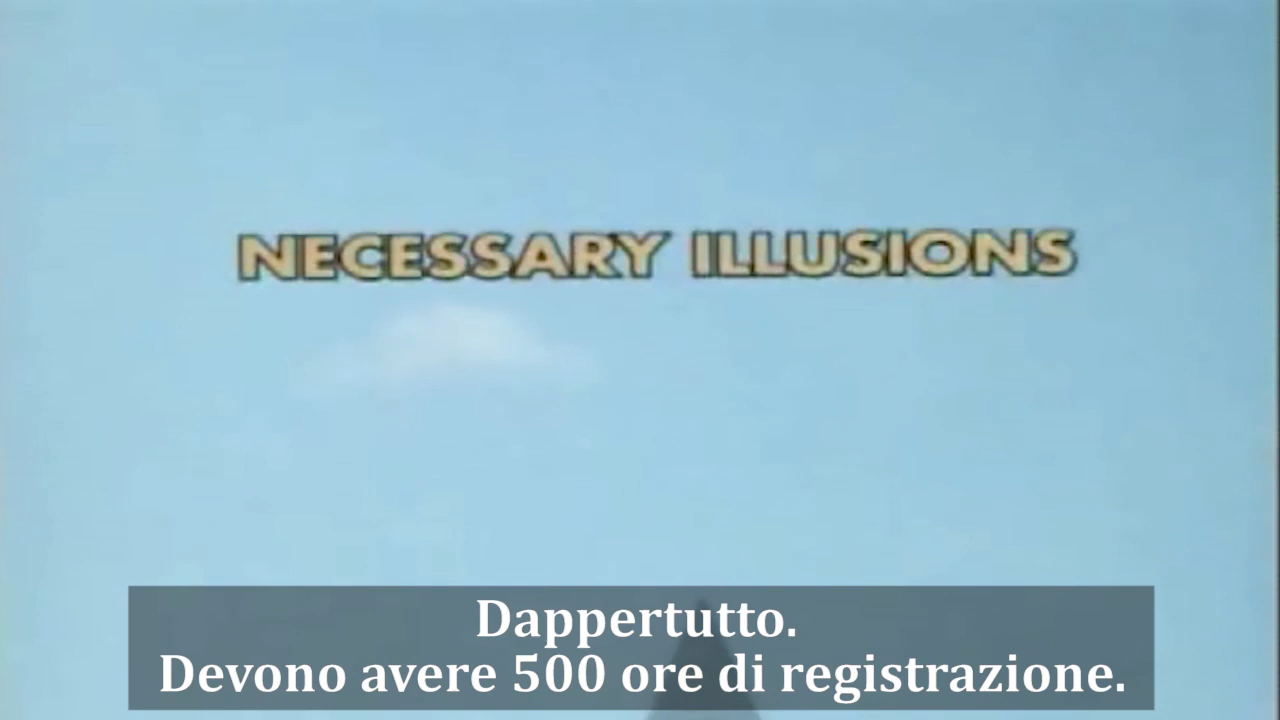 NECESSARY ILLUSIONS
Dappertutto.
Devono avere 500 ore di registrazione.